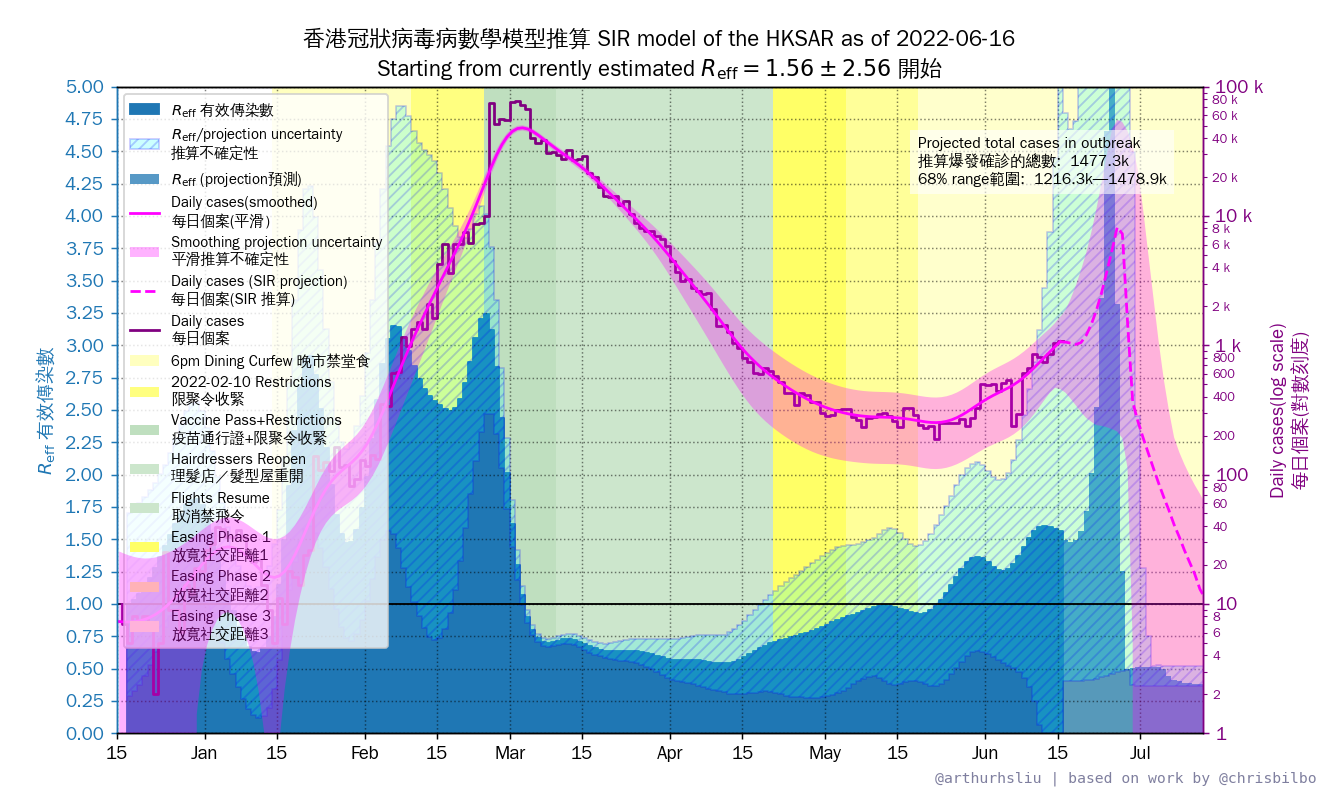 香港冠狀病毒病數學模型推算 SIR model of the HKSAR as of 2022-06-16
Starting from currently estimated Reff = 1.56 ± 2.56 開始
Reff 有效傳染數
5.00
4.75
4.50
4.25
4.00
3.75
3.50
3.25
3.00
2.75
2.50
2.25
2.00
1.75
1.50
1.25
1.00
0.75
0.50
0.25
0.00
Reff 有效傳染數
Reff/projection uncertainty
推算不確定性
Reff (projection預測)
Daily cases(smoothed)
每日個案(平滑）
Smoothing projection uncertainty
平滑推算不確定性
Daily cases (SIR projection)
每日個案(SIR 推算)
Daily cases
每日個案
6pm Dining Curfew 晚市禁堂食
2022-02-10 Restrictions
限聚令收緊
Vaccine Pass+Restrictions
疫苗通行證+限聚令收緊
Hairdressers Reopen
理髮店／髮型屋重開
Flights Resume
取消禁飛令
Easing Phase 1
放寬社交距離1
Easing Phase 2
放寬社交距離2
Easing Phase 3
放寬社交距離3
Projected total cases in outbreak
推算爆發確診的總數: 1477.3k
68% range範圍: 1216.3k—1478.9k
100 k
80 k
60 k
40 k
20 k
10 k
8 k
6 k
4 k
2 k
1 k
800
600
400
200
100
80
60
40
20
10
8
6
4
2
1
Daily cases(log scale)
每日個案(對數刻度)
15 Jan 15 Feb 15 Mar 15 Apr 15 May 15 Jun 15 Jul
@arthurhsliu | based on work by @chrisbilbo